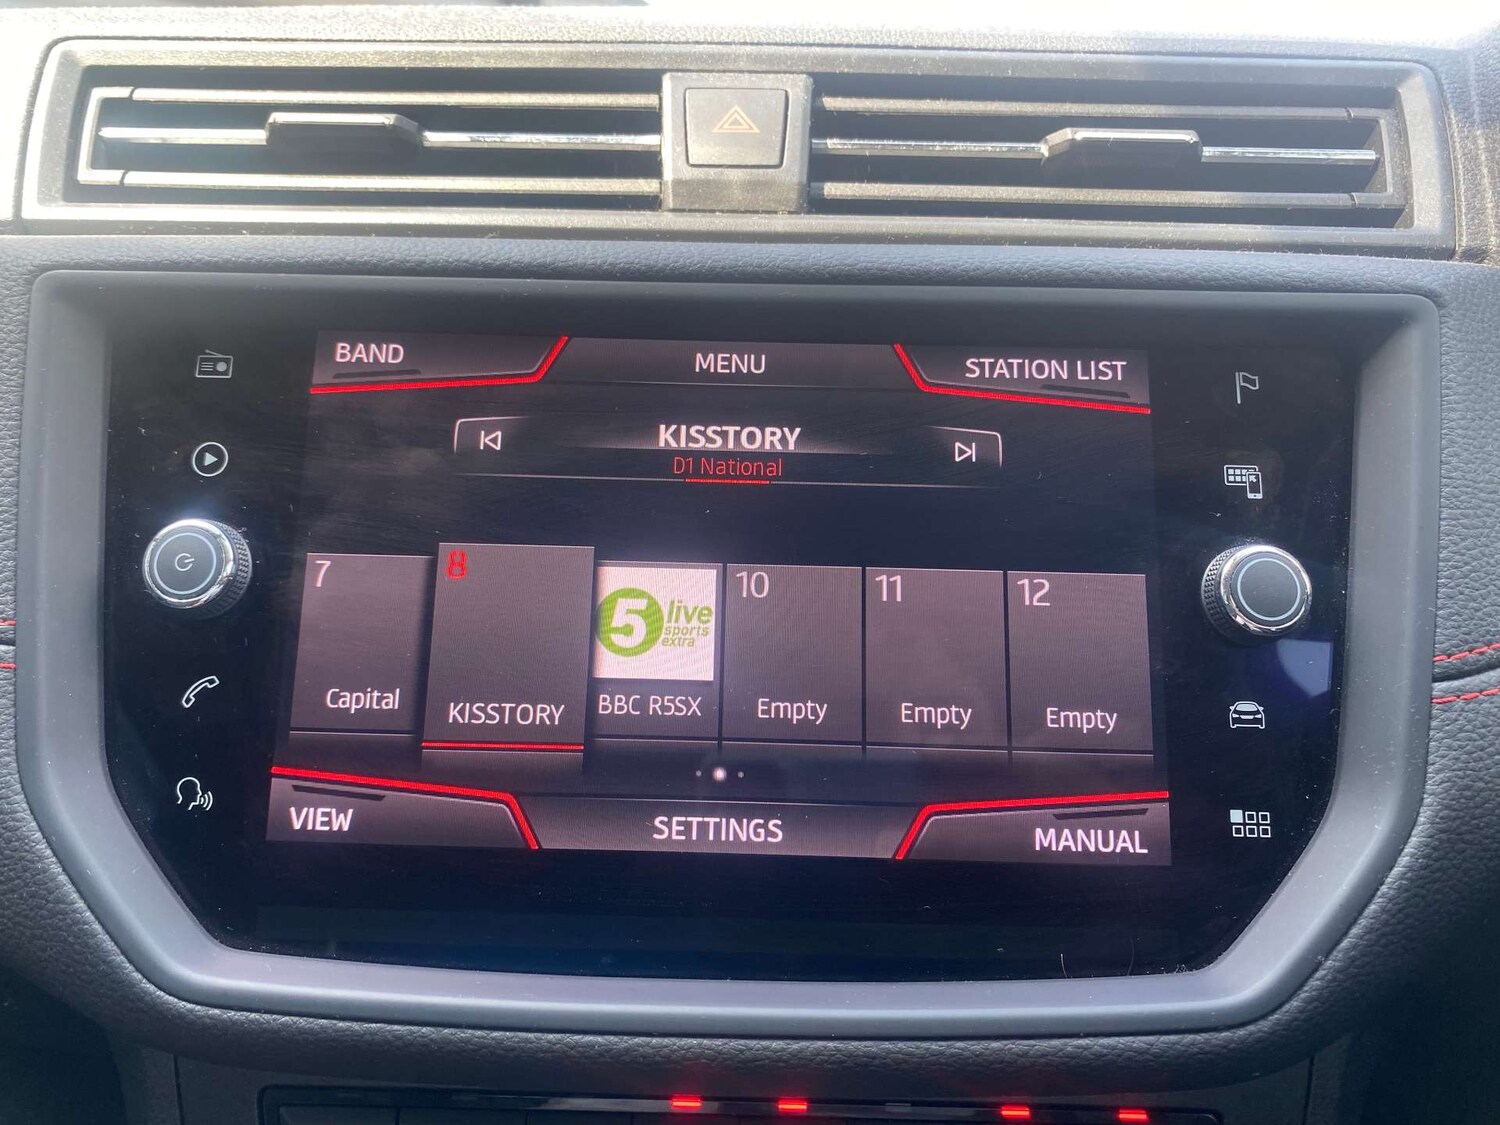 BAND
MENU
STATION LIST
KISSTORY
D1 National
7
8
10
11
12
5 live
sports
extra
Capital
KISSTORY
BBC R5SX
Empty
Empty
Empty
VIEW
SETTINGS
MANUAL